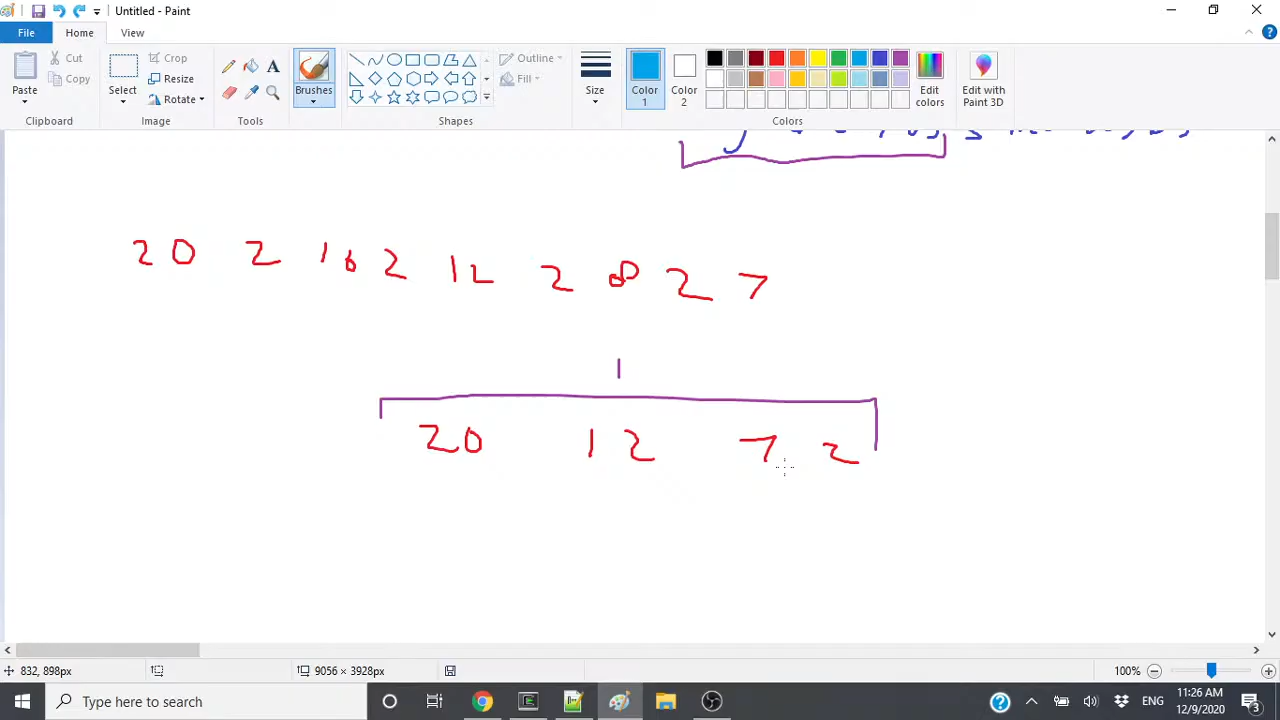 Untitled - Paint
File Home View
Paste
Cut
Copy
Clipboard
Select
Crop
Resize
Rotate
Image
Tools
Brushes
Shapes
Outline
Fill
Size
Color 1
Color 2
Edit colors
Edit with Paint 3D
Colors
20 2 16 2 12 2 8 2 7
1
20 12 7 2
832, 898px
9056 × 3928px
100%
Type here to search
ENG
11:26 AM
12/9/2020
3